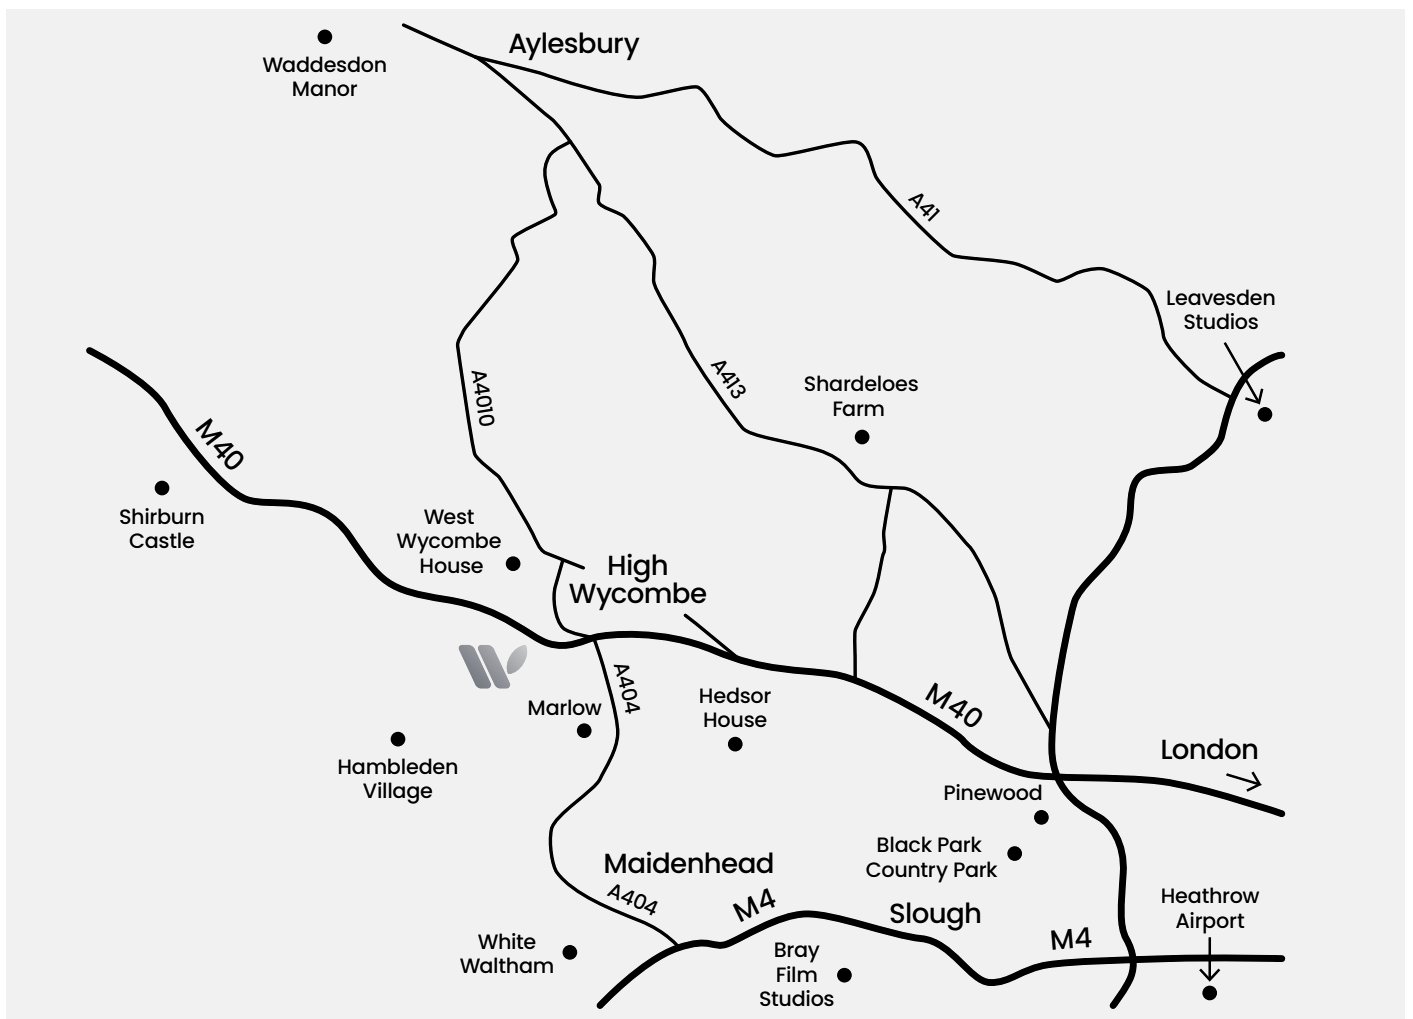 Aylesbury
Waddesdon
Manor
A41
Leavesden
Studios
A4010
A413
Shardeloes
Farm
M40
Shirburn
Castle
West
Wycombe
House
High
Wycombe
A404
Marlow
Hedsor
House
M40
London
Hambleden
Village
Pinewood
Black Park
Country Park
Maidenhead
A404
M4
Slough
Heathrow
Airport
M4
White
Waltham
Bray
Film
Studios